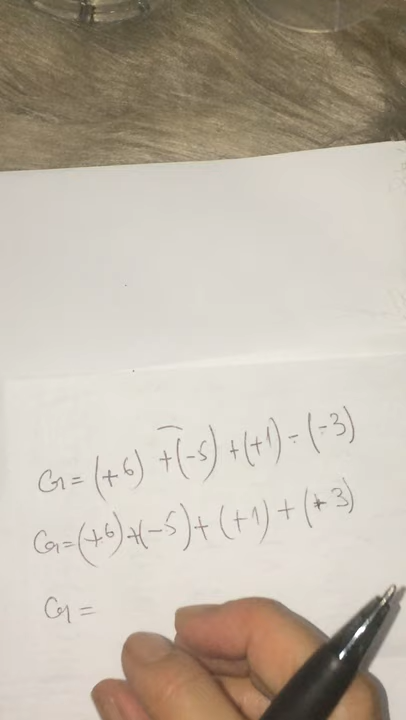 G = (+6) + (-5) + (+1) - (-3)
G = (+6) + (-5) + (+1) + (+3)
G =